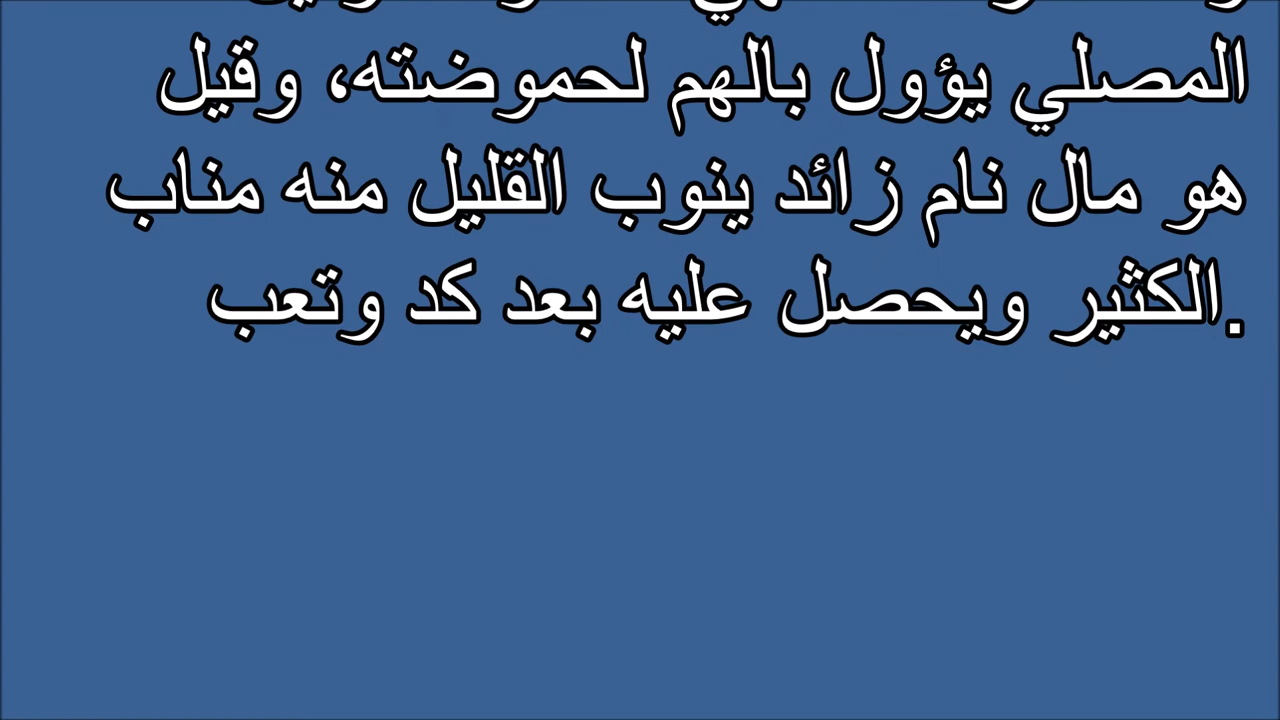 المصلي يؤول بالهم لحموضته، وقيل
هو مال نام زائد ينوب القليل منه مناب
.الكثير ويحصل عليه بعد كد وتعب